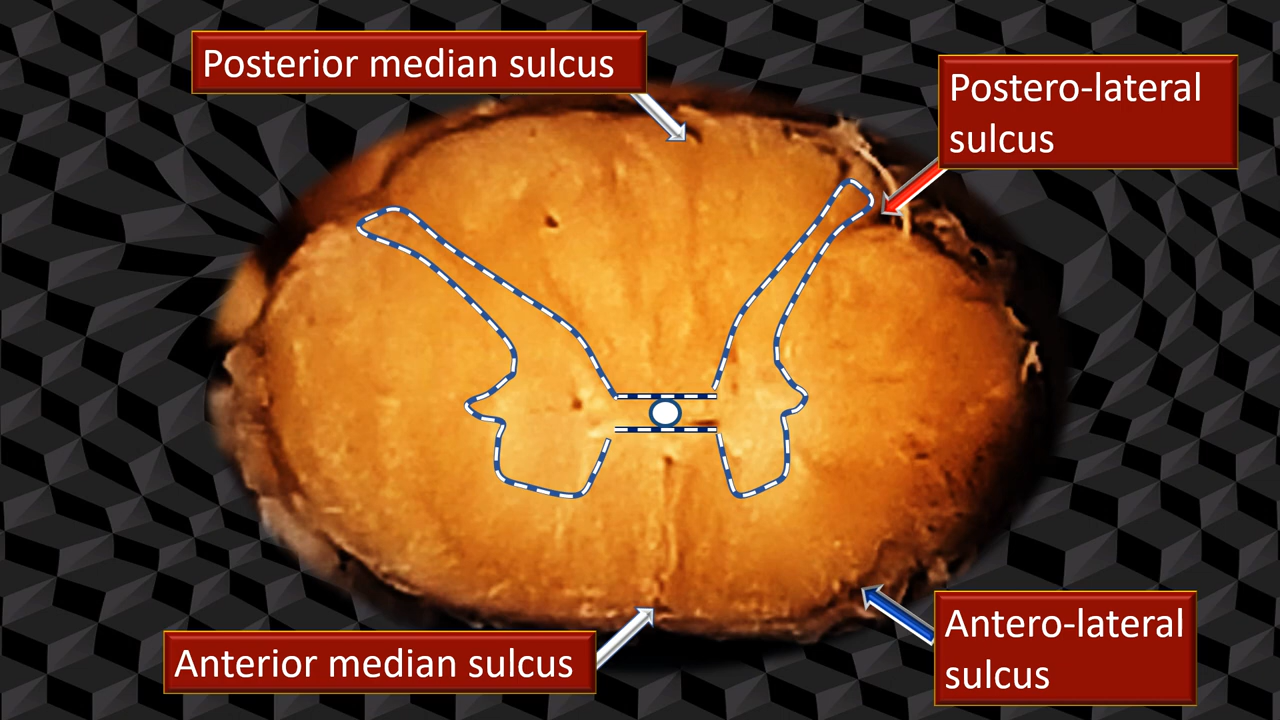 Posterior median sulcus
Postero-lateral
sulcus
Anterior median sulcus
Antero-lateral
sulcus